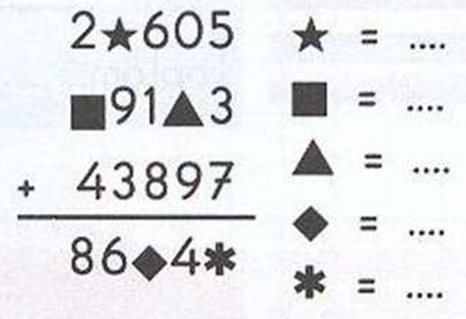 2★605 ★ = ....
■91▲3 ■ = ....
+ 43897 ▲ = ....
86◆4✱ ◆ = ....
✱ = ....